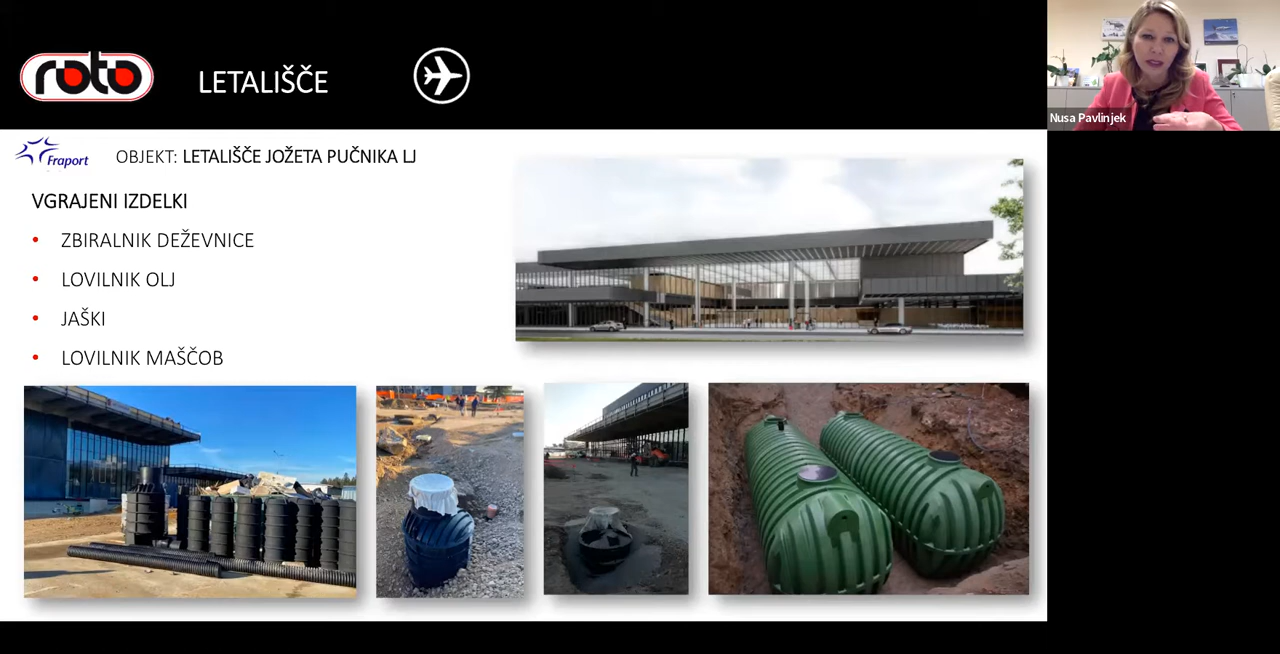 roto
LETALIŠČE
Nusa Pavlinjek
Fraport
OBJEKT: LETALIŠČE JOŽETA PUČNIKA LJ
VGRAJENI IZDELKI
• ZBIRALNIK DEŽEVNICE
• LOVILNIK OLJ
• JAŠKI
• LOVILNIK MAŠČOB